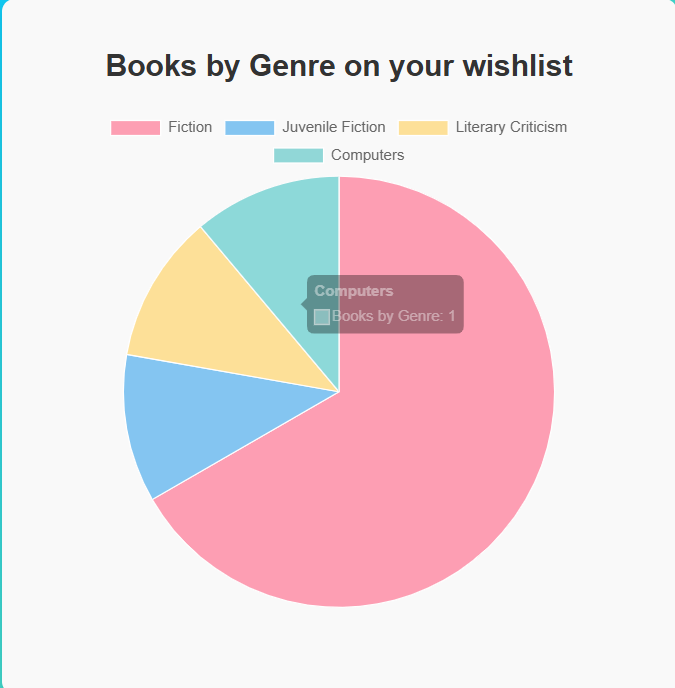 Books by Genre on your wishlist
Fiction Juvenile Fiction Literary Criticism
Computers
Computers
Books by Genre: 1